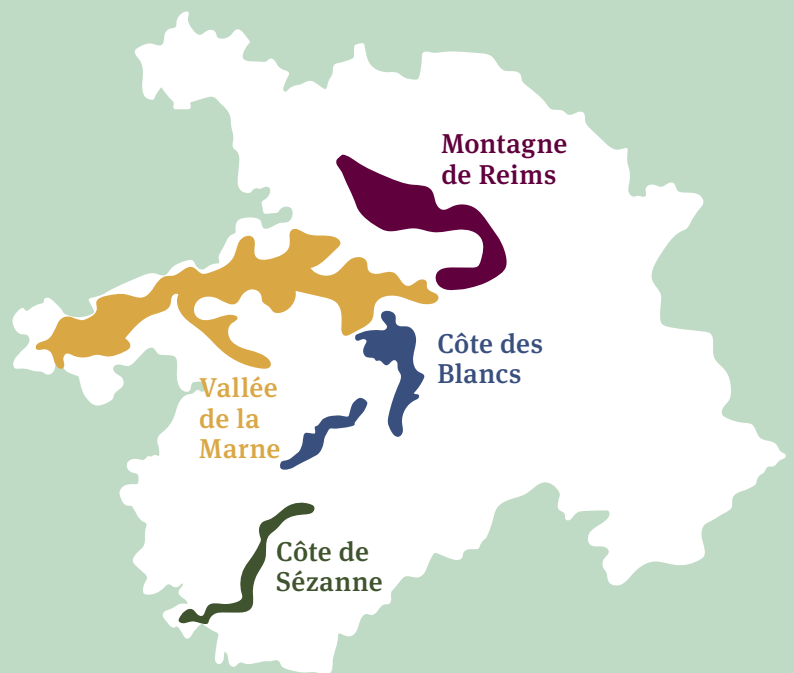 Montagne
de Reims
Côte des
Blancs
Vallée
de la
Marne
Côte de
Sézanne